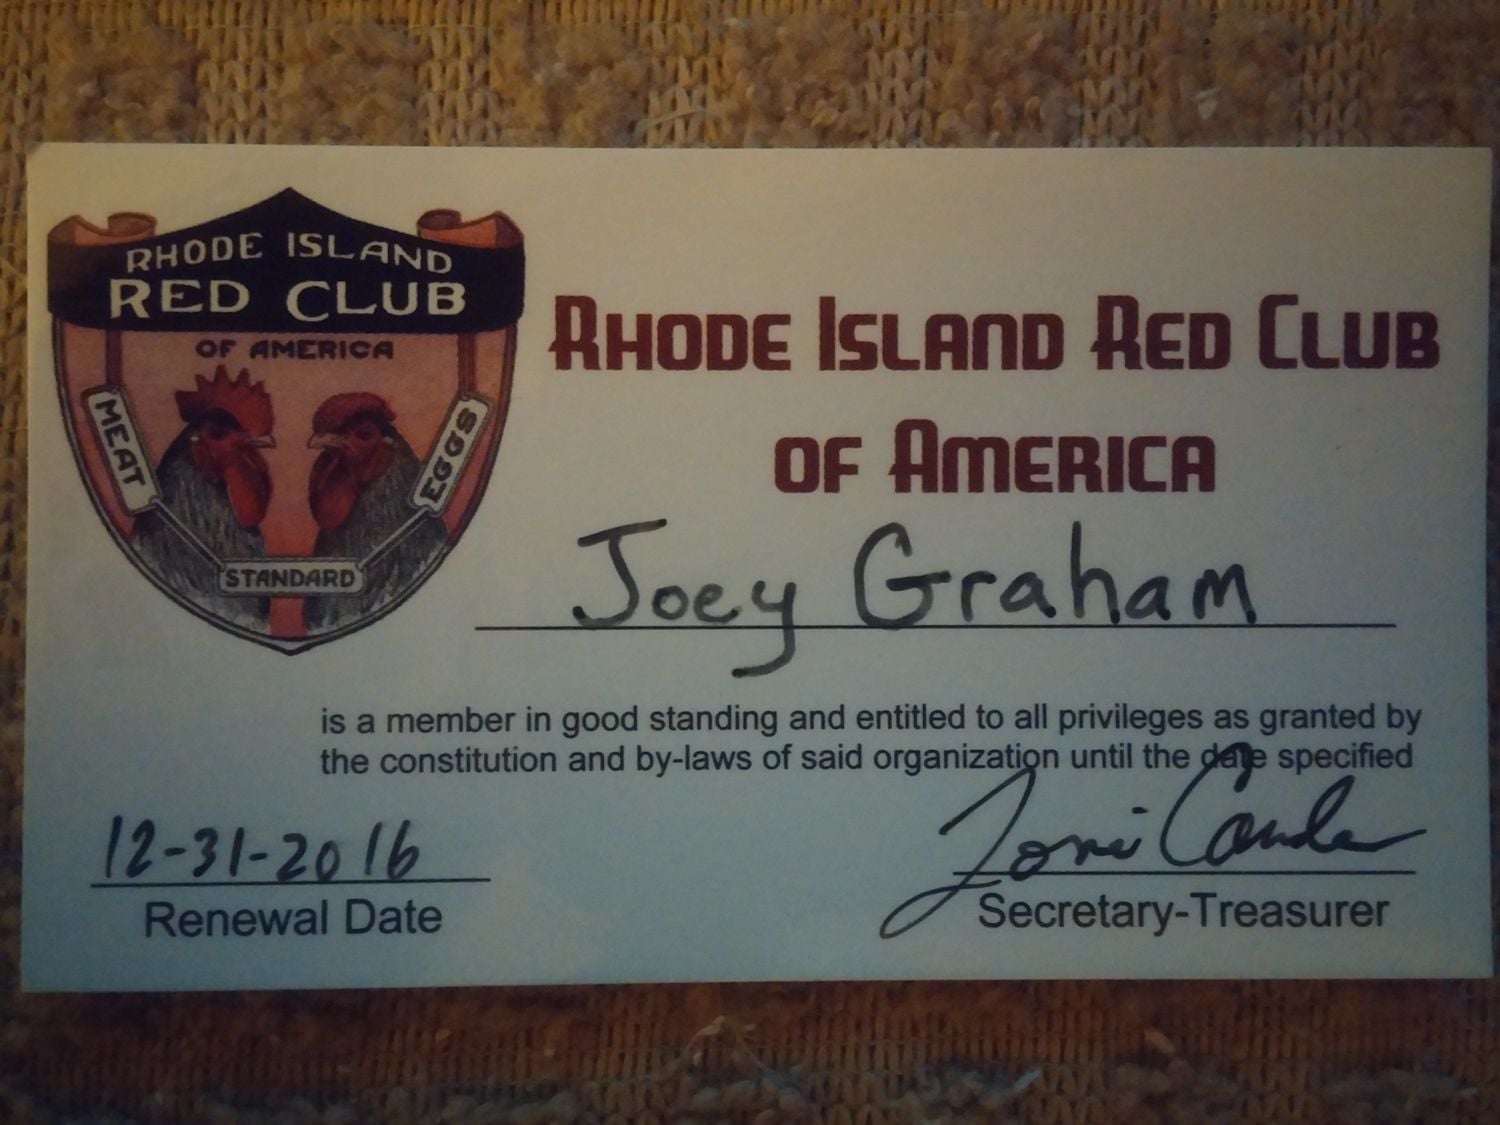 RHODE ISLAND
RED CLUB
OF AMERICA
MEAT
EGGS
STANDARD
RHODE ISLAND RED CLUB
OF AMERICA
Joey Graham
is a member in good standing and entitled to all privileges as granted by
the constitution and by-laws of said organization until the date specified
12-31-2016
Renewal Date
Secretary-Treasurer